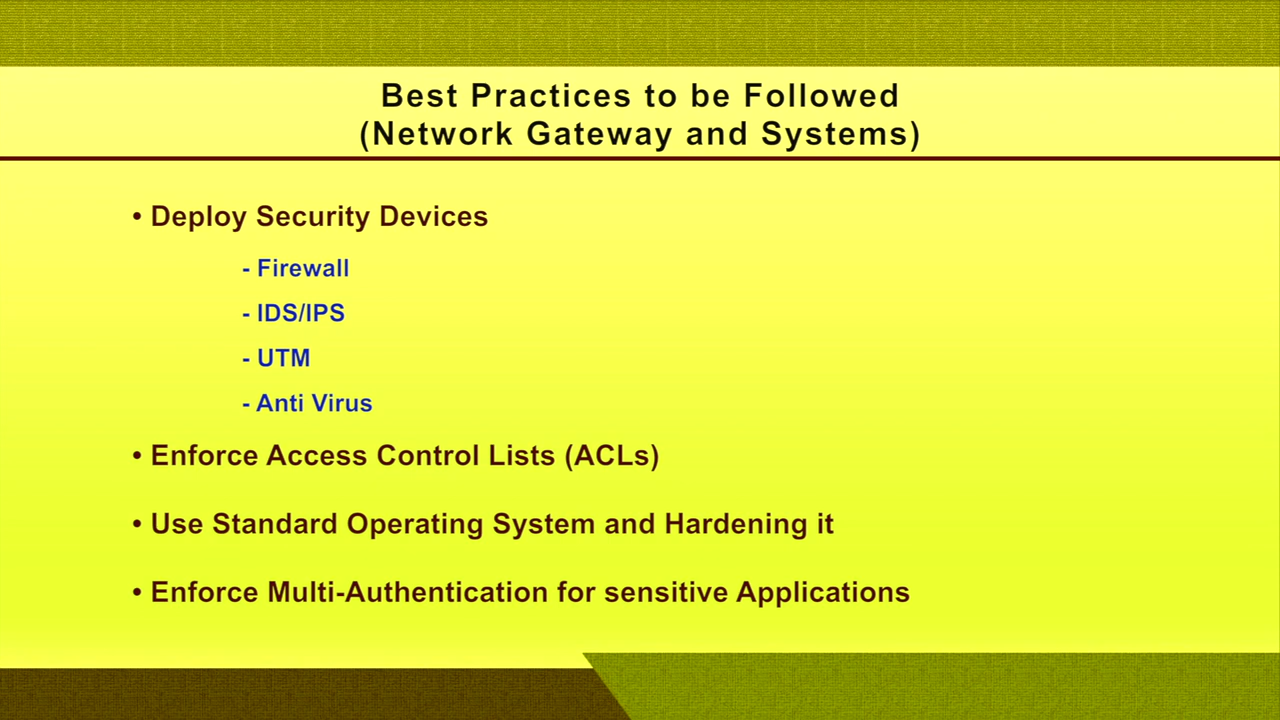 Best Practices to be Followed
(Network Gateway and Systems)
• Deploy Security Devices
- Firewall
- IDS/IPS
- UTM
- Anti Virus
• Enforce Access Control Lists (ACLs)
• Use Standard Operating System and Hardening it
• Enforce Multi-Authentication for sensitive Applications